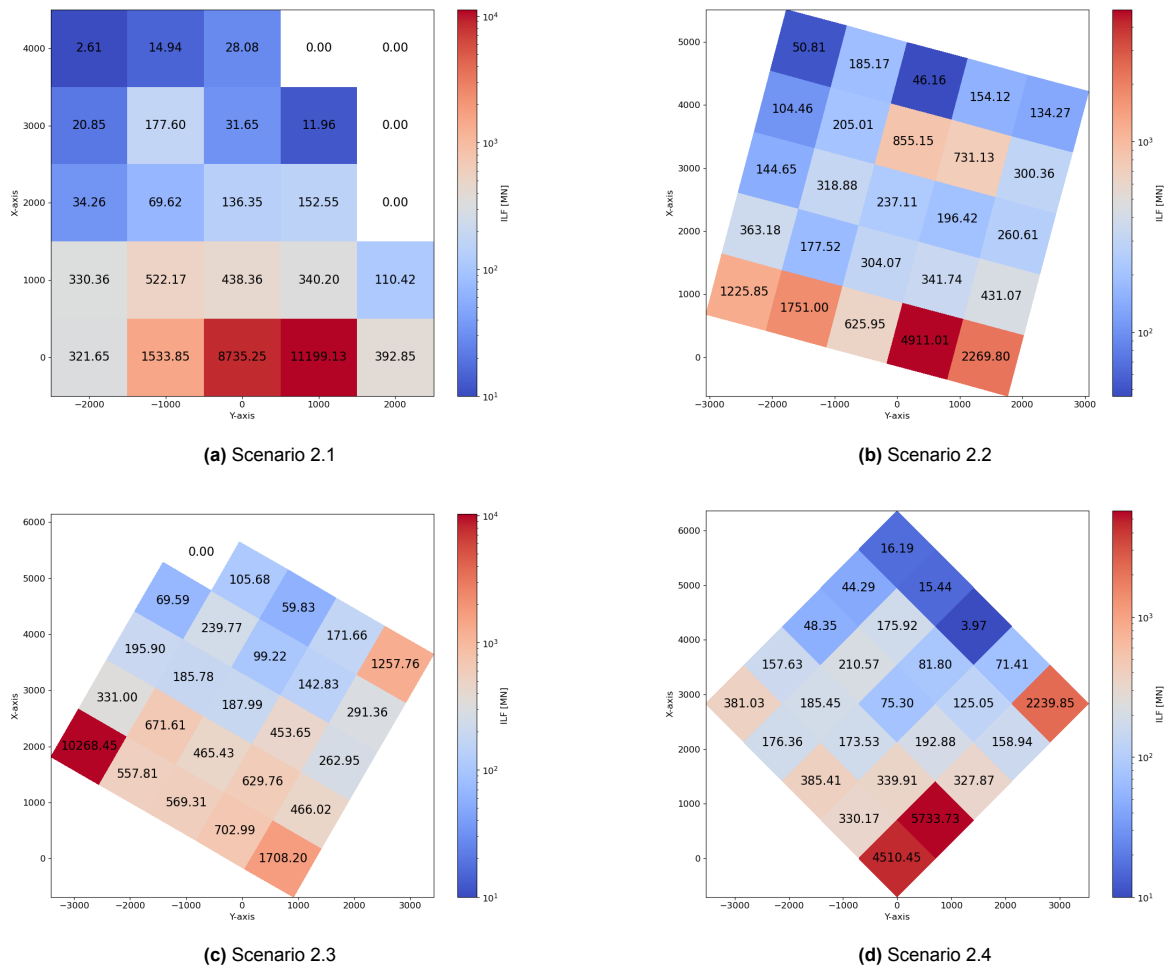 4000
3000
2000
1000
0
X-axis
2.61 14.94 28.08 0.00 0.00
20.85 177.60 31.65 11.96 0.00
34.26 69.62 136.35 152.55 0.00
330.36 522.17 438.36 340.20 110.42
321.65 1533.85 8735.25 11199.13 392.85
−2000 −1000 0 1000 2000
Y-axis
10^4
10^3
10^2
10^1
ILF [MN]
(a) Scenario 2.1
5000
4000
3000
2000
1000
0
X-axis
50.81 185.17 46.16 154.12 134.27
104.46 205.01 855.15 731.13 300.36
144.65 318.88 237.11 196.42 260.61
363.18 177.52 304.07 341.74 431.07
1225.85 1751.00 625.95 4911.01 2269.80
−3000 −2000 −1000 0 1000 2000 3000
Y-axis
10^3
10^2
ILF [MN]
(b) Scenario 2.2
6000
5000
4000
3000
2000
1000
0
X-axis
69.59 0.00 105.68 59.83 171.66 1257.76
195.90 239.77 99.22 142.83 291.36
331.00 185.78 187.99 453.65 262.95
10268.45 671.61 465.43 629.76 466.02
557.81 569.31 702.99 1708.20
−3000 −2000 −1000 0 1000 2000 3000
Y-axis
10^4
10^3
10^2
10^1
ILF [MN]
(c) Scenario 2.3
6000
5000
4000
3000
2000
1000
0
X-axis
16.19
44.29 15.44
48.35 175.92 3.97
157.63 210.57 81.80 71.41
381.03 185.45 75.30 125.05 2239.85
176.36 173.53 192.88 158.94
385.41 339.91 327.87
330.17 5733.73
4510.45
−3000 −2000 −1000 0 1000 2000 3000
Y-axis
10^3
10^2
10^1
ILF [MN]
(d) Scenario 2.4